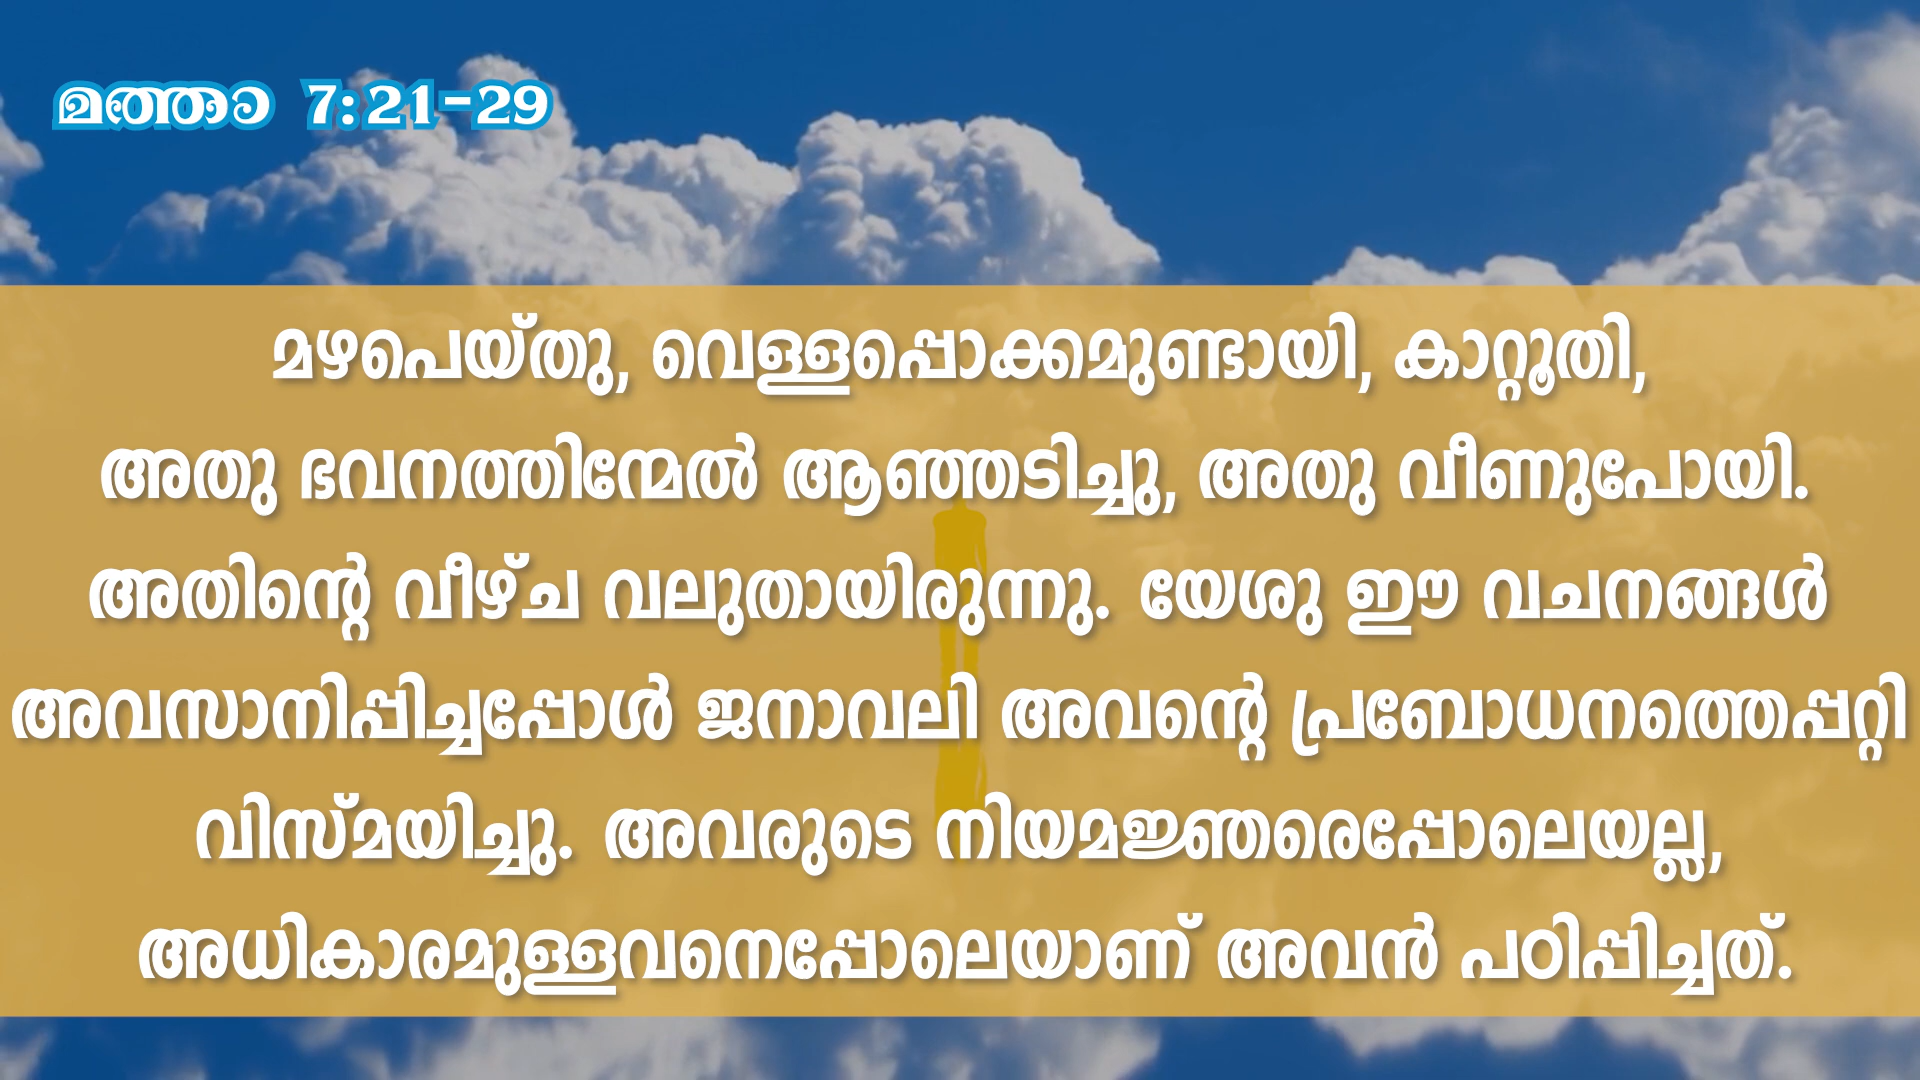 മത്താ 7:21-29
മഴപെയ്തു, വെള്ളപ്പൊക്കമുണ്ടായി, കാറ്റൂതി,
അതു ഭവനത്തിന്മേൽ ആഞ്ഞടിച്ചു, അതു വീണുപോയി.
അതിന്റെ വീഴ്ച വലുതായിരുന്നു. യേശു ഈ വചനങ്ങൾ
അവസാനിപ്പിച്ചപ്പോൾ ജനാവലി അവന്റെ പ്രബോധനത്തെപ്പറ്റി
വിസ്മയിച്ചു. അവരുടെ നിയമജ്ഞരെപ്പോലെയല്ല,
അധികാരമുള്ളവനെപ്പോലെയാണ് അവൻ പഠിപ്പിച്ചത്.